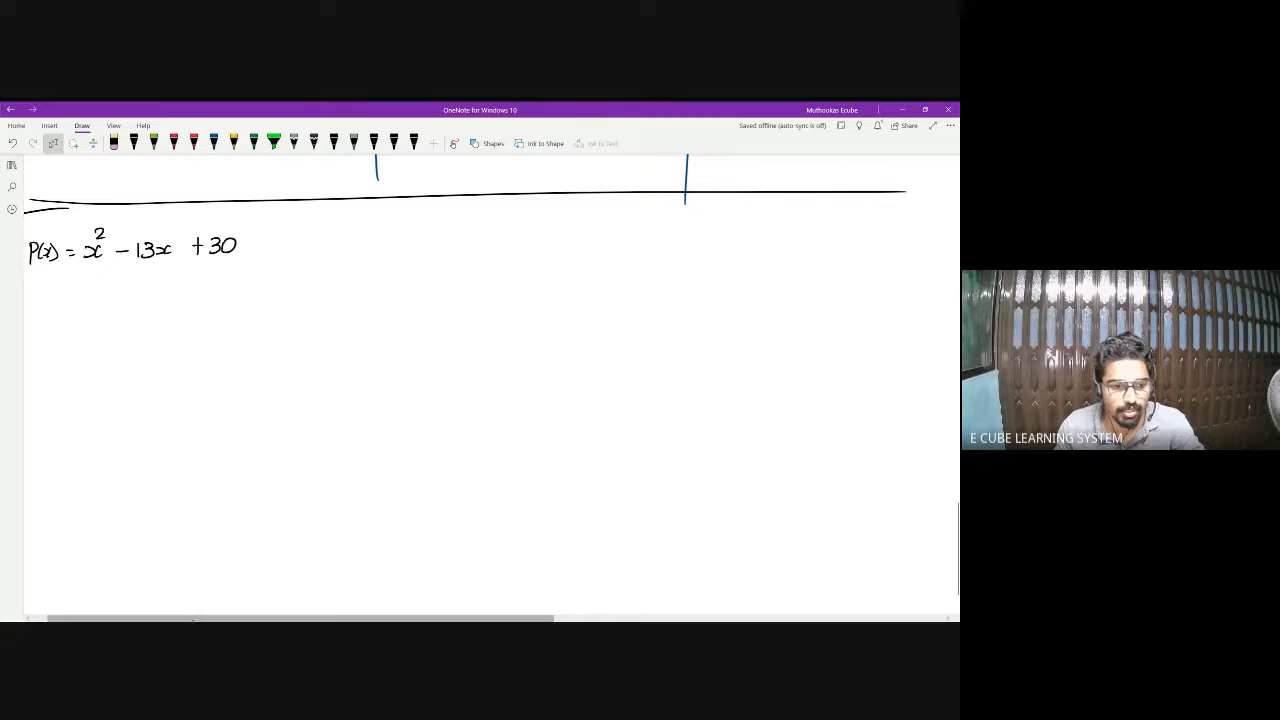 OneNote for Windows 10
Muthookas Ecube
Home Insert Draw View Help
Saved offline (auto-sync is off)
Share
Shapes
Ink to Shape
Ink to Text
P(x) = x² - 13x + 30
E CUBE LEARNING SYSTEM